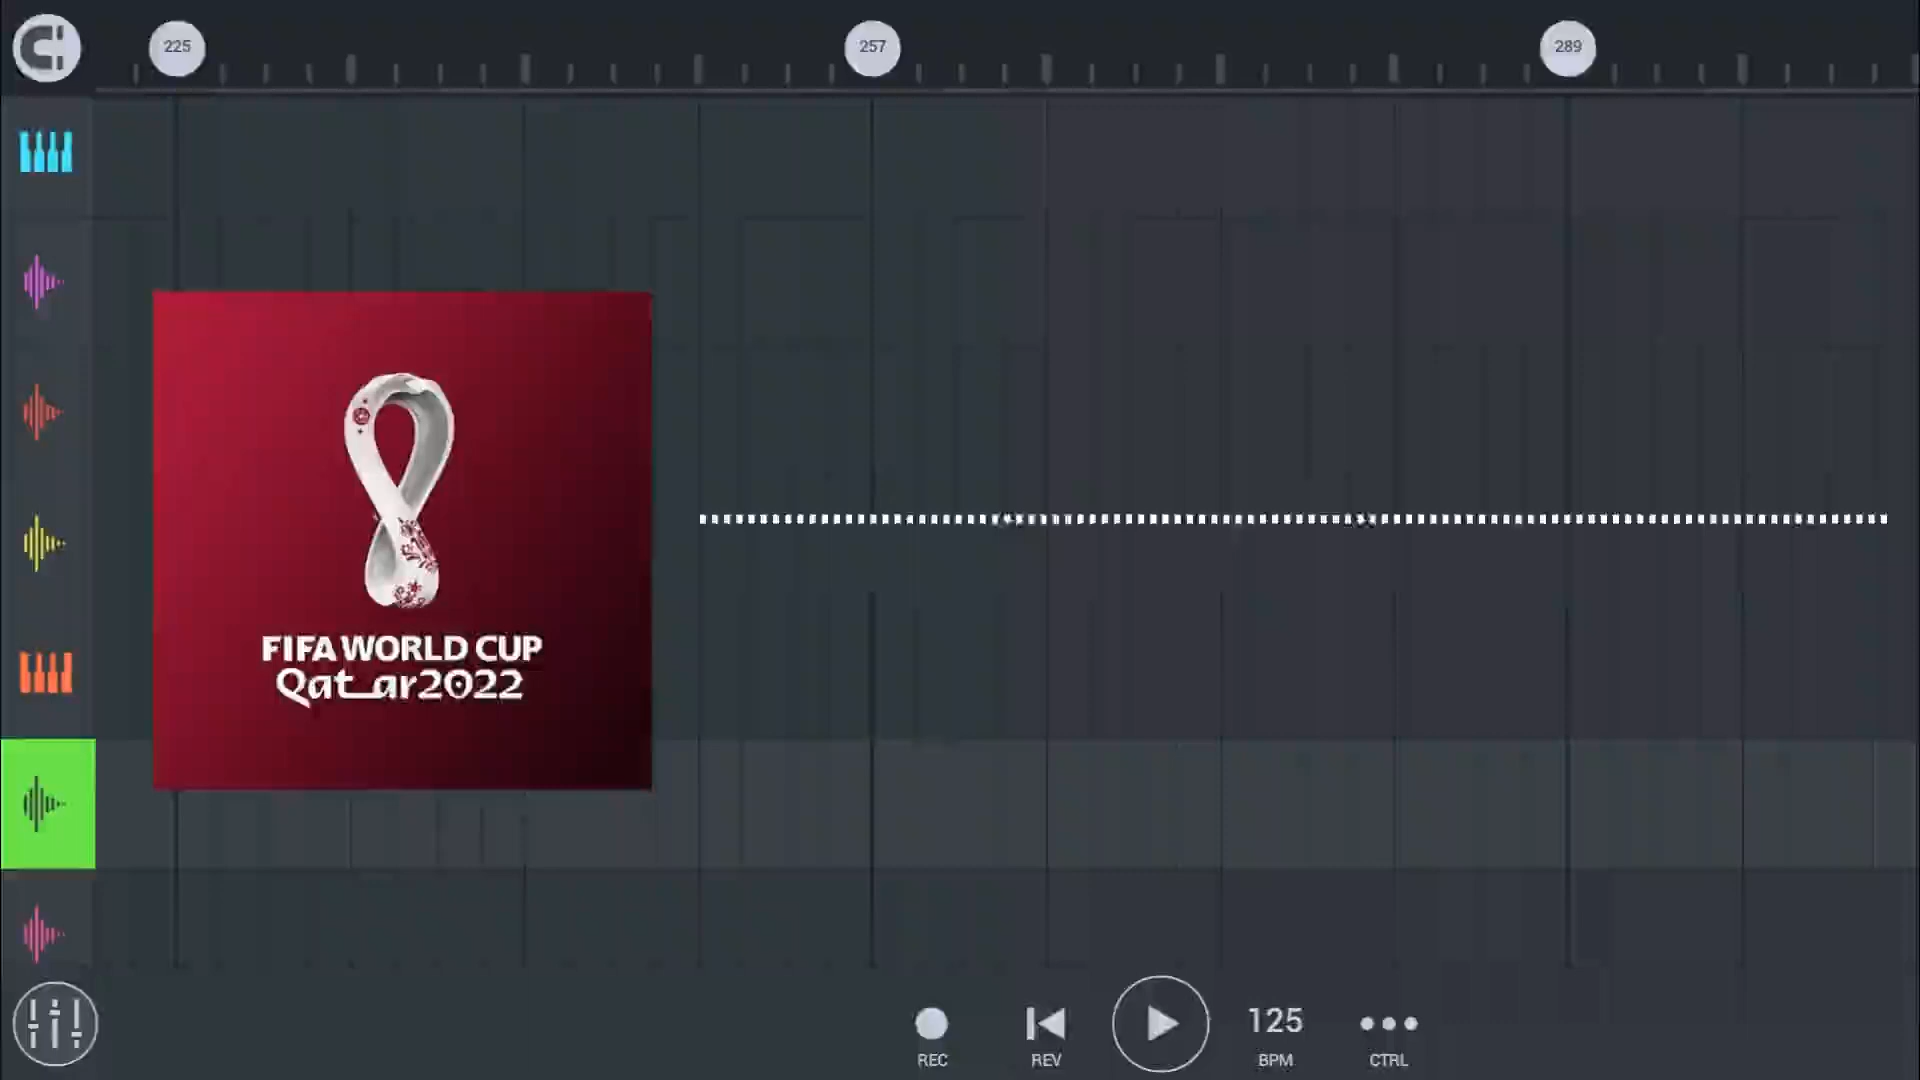 225
257
289
FIFA WORLD CUP
Qatar2022
125
REC
REV
BPM
CTRL